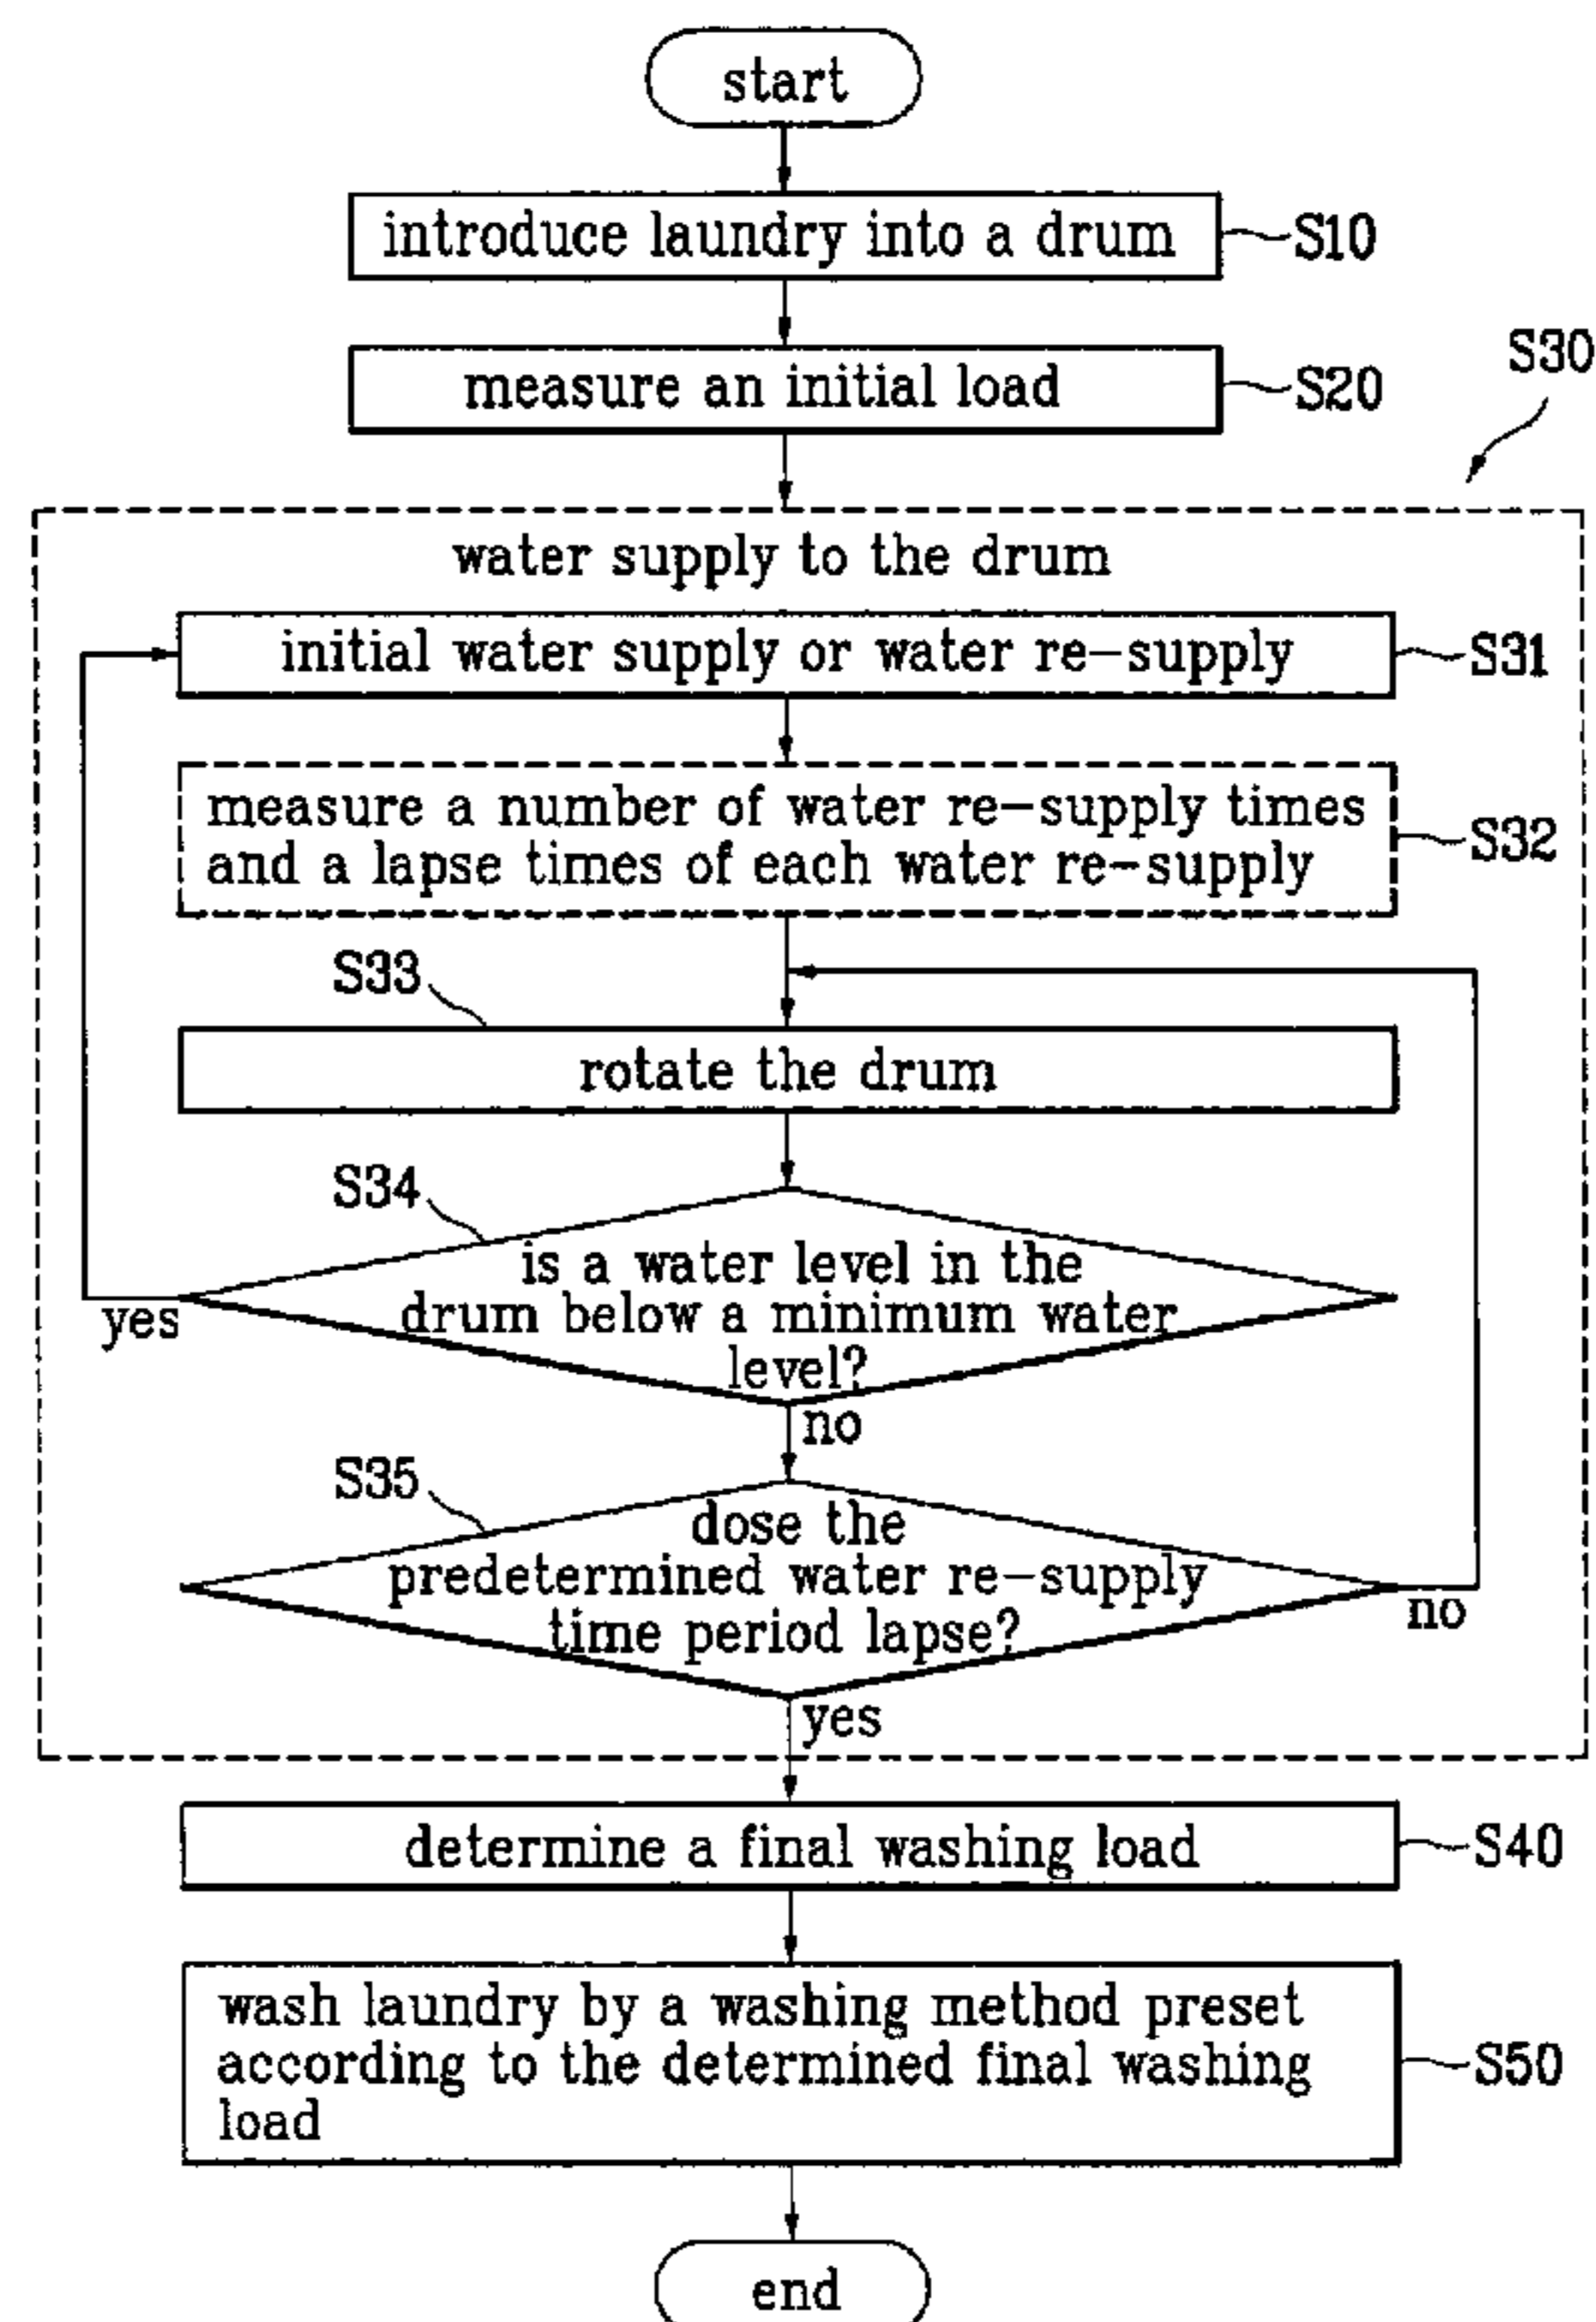 start
introduce laundry into a drum
S10
measure an initial load
S20
S30
water supply to the drum
initial water supply or water re-supply
S31
measure a number of water re-supply times
and a lapse times of each water re-supply
S32
S33
rotate the drum
S34
is a water level in the
drum below a minimum water
level?
yes
no
S35
dose the
predetermined water re-supply
time period lapse?
no
yes
determine a final washing load
S40
wash laundry by a washing method preset
according to the determined final washing
load
S50
end